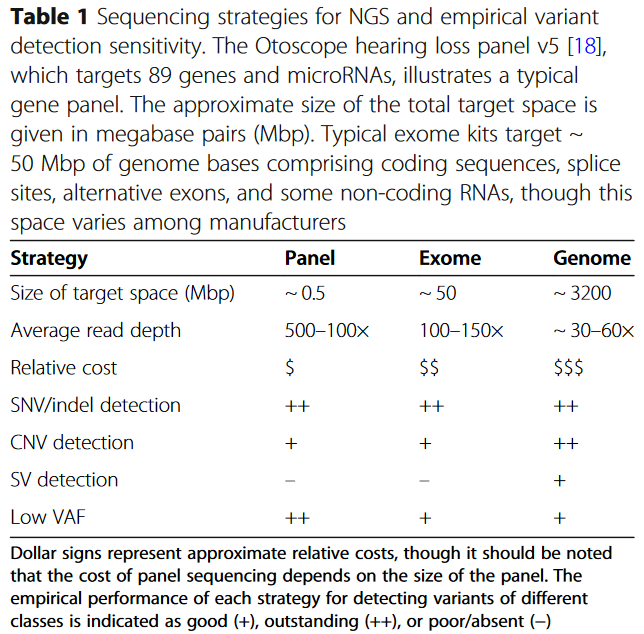 Table 1 Sequencing strategies for NGS and empirical variant
detection sensitivity. The Otoscope hearing loss panel v5 [18],
which targets 89 genes and microRNAs, illustrates a typical
gene panel. The approximate size of the total target space is
given in megabase pairs (Mbp). Typical exome kits target ~
50 Mbp of genome bases comprising coding sequences, splice
sites, alternative exons, and some non-coding RNAs, though this
space varies among manufacturers
Strategy Panel Exome Genome
Size of target space (Mbp) ~ 0.5 ~ 50 ~ 3200
Average read depth 500–100× 100–150× ~ 30–60×
Relative cost $ $$ $$$
SNV/indel detection ++ ++ ++
CNV detection + + ++
SV detection – – +
Low VAF ++ + +
Dollar signs represent approximate relative costs, though it should be noted
that the cost of panel sequencing depends on the size of the panel. The
empirical performance of each strategy for detecting variants of different
classes is indicated as good (+), outstanding (++), or poor/absent (–)